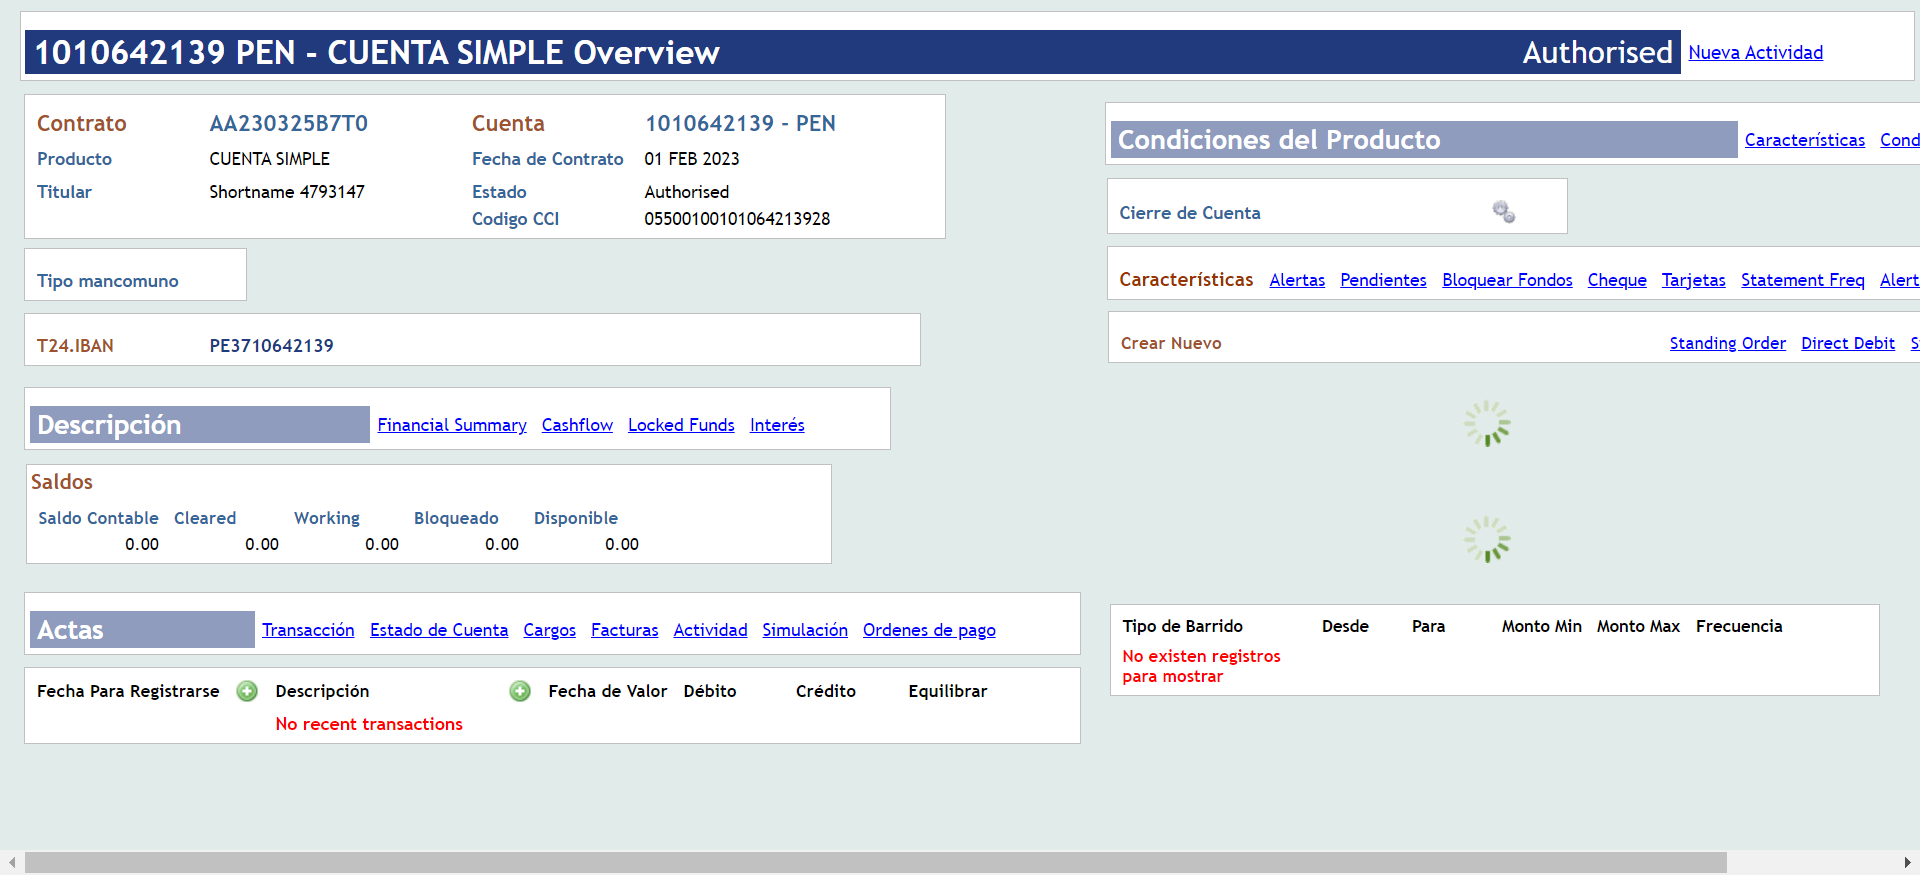 1010642139 PEN - CUENTA SIMPLE Overview Authorised Nueva Actividad
Contrato AA230325B7T0 Cuenta 1010642139 - PEN
Producto CUENTA SIMPLE Fecha de Contrato 01 FEB 2023
Titular Shortname 4793147 Estado Authorised
Codigo CCI 05500100101064213928
Tipo mancomuno
T24.IBAN PE3710642139
Descripción Financial Summary Cashflow Locked Funds Interés
Saldos
Saldo Contable Cleared Working Bloqueado Disponible
0.00 0.00 0.00 0.00 0.00
Actas Transacción Estado de Cuenta Cargos Facturas Actividad Simulación Ordenes de pago
Fecha Para Registrarse Descripción Fecha de Valor Débito Crédito Equilibrar
No recent transactions
Condiciones del Producto Características Cond
Cierre de Cuenta
Características Alertas Pendientes Bloquear Fondos Cheque Tarjetas Statement Freq Alert
Crear Nuevo Standing Order Direct Debit S
Tipo de Barrido Desde Para Monto Min Monto Max Frecuencia
No existen registros
para mostrar